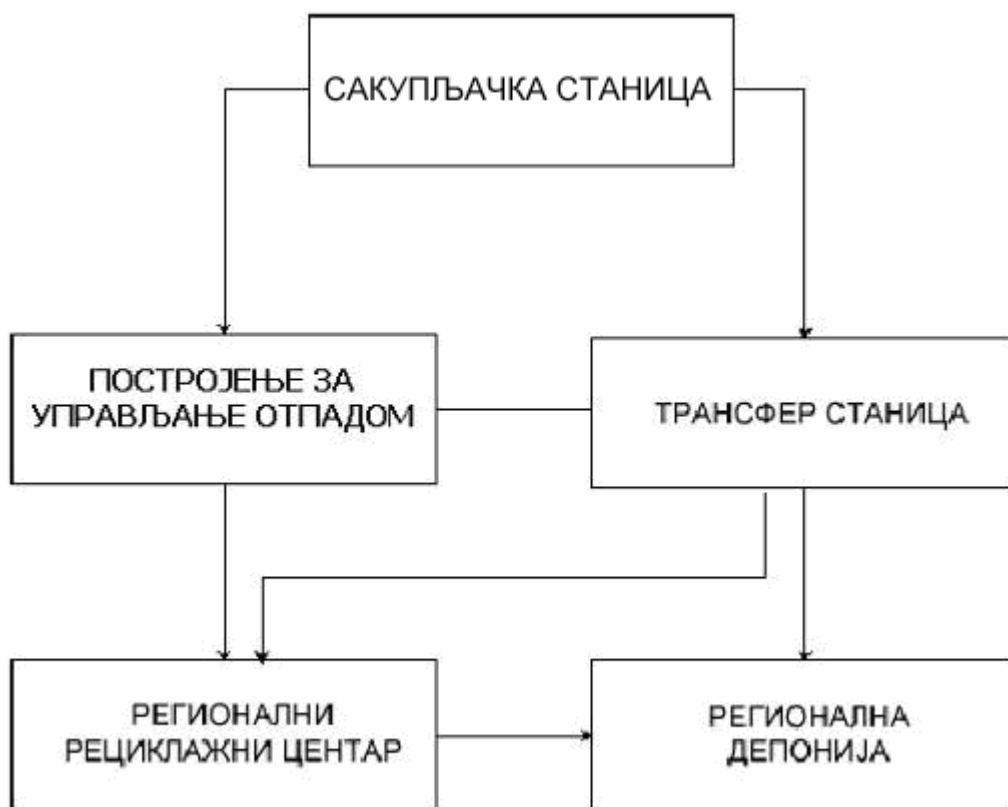 САКУПЉАЧКА СТАНИЦА
ПОСТРОЈЕЊЕ ЗА
УПРАВЉАЊЕ ОТПАДОМ
ТРАНСФЕР СТАНИЦА
РЕГИОНАЛНИ
РЕЦИКЛАЖНИ ЦЕНТАР
РЕГИОНАЛНА
ДЕПОНИЈА